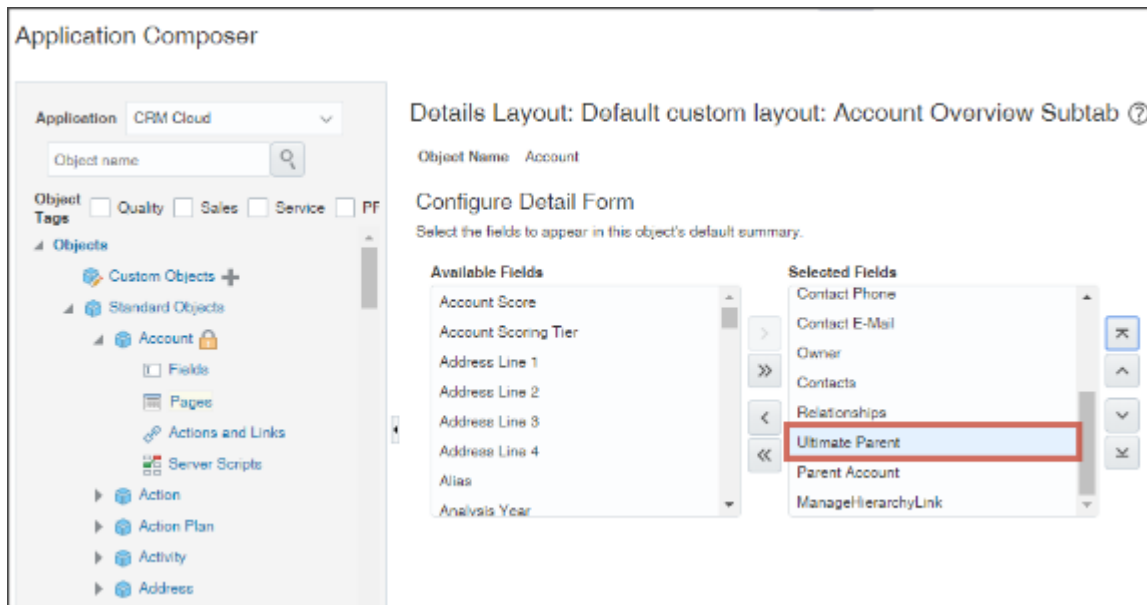 Application Composer
Application CRM Cloud
Object name
Object Tags Quality Sales Service PF
Objects
Custom Objects
Standard Objects
Account
Fields
Pages
Actions and Links
Server Scripts
Action
Action Plan
Activity
Address
Details Layout: Default custom layout: Account Overview Subtab
Object Name Account
Configure Detail Form
Select the fields to appear in this object's default summary.
Available Fields
Account Score
Account Scoring Tier
Address Line 1
Address Line 2
Address Line 3
Address Line 4
Alias
Analysis Year
Selected Fields
Contact Phone
Contact E-Mail
Owner
Contacts
Relationships
Ultimate Parent
Parent Account
ManageHierarchyLink